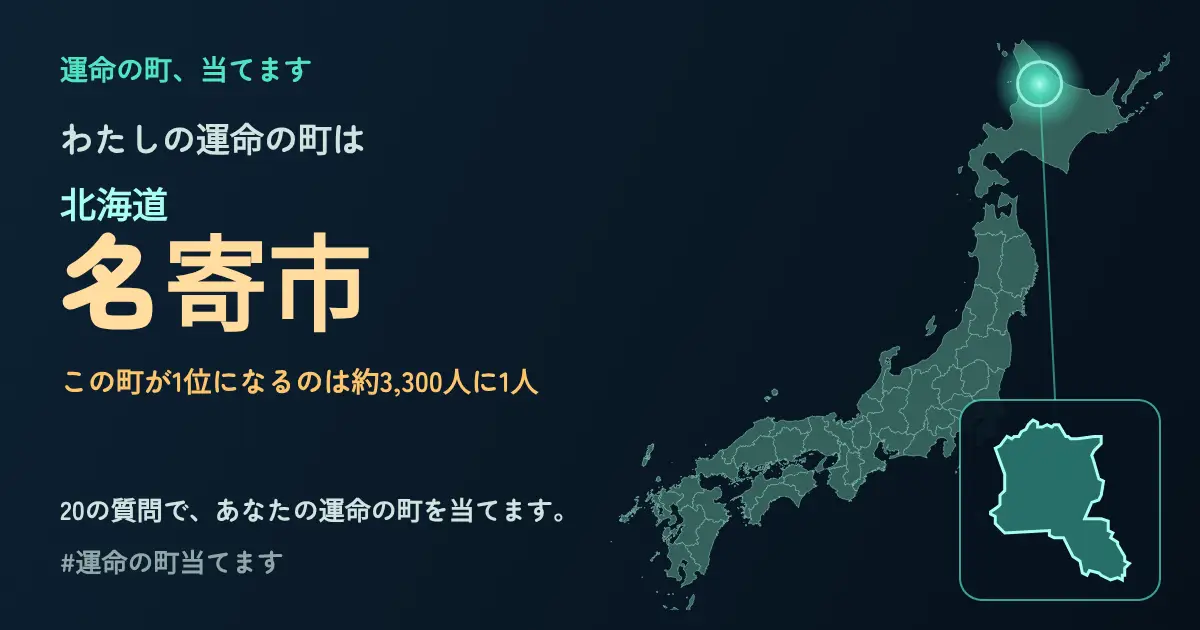 運命の町、当てます
わたしの運命の町は
北海道
名寄市
この町が1位になるのは約3,300人に1人
20の質問で、あなたの運命の町を当てます。
#運命の町当てます